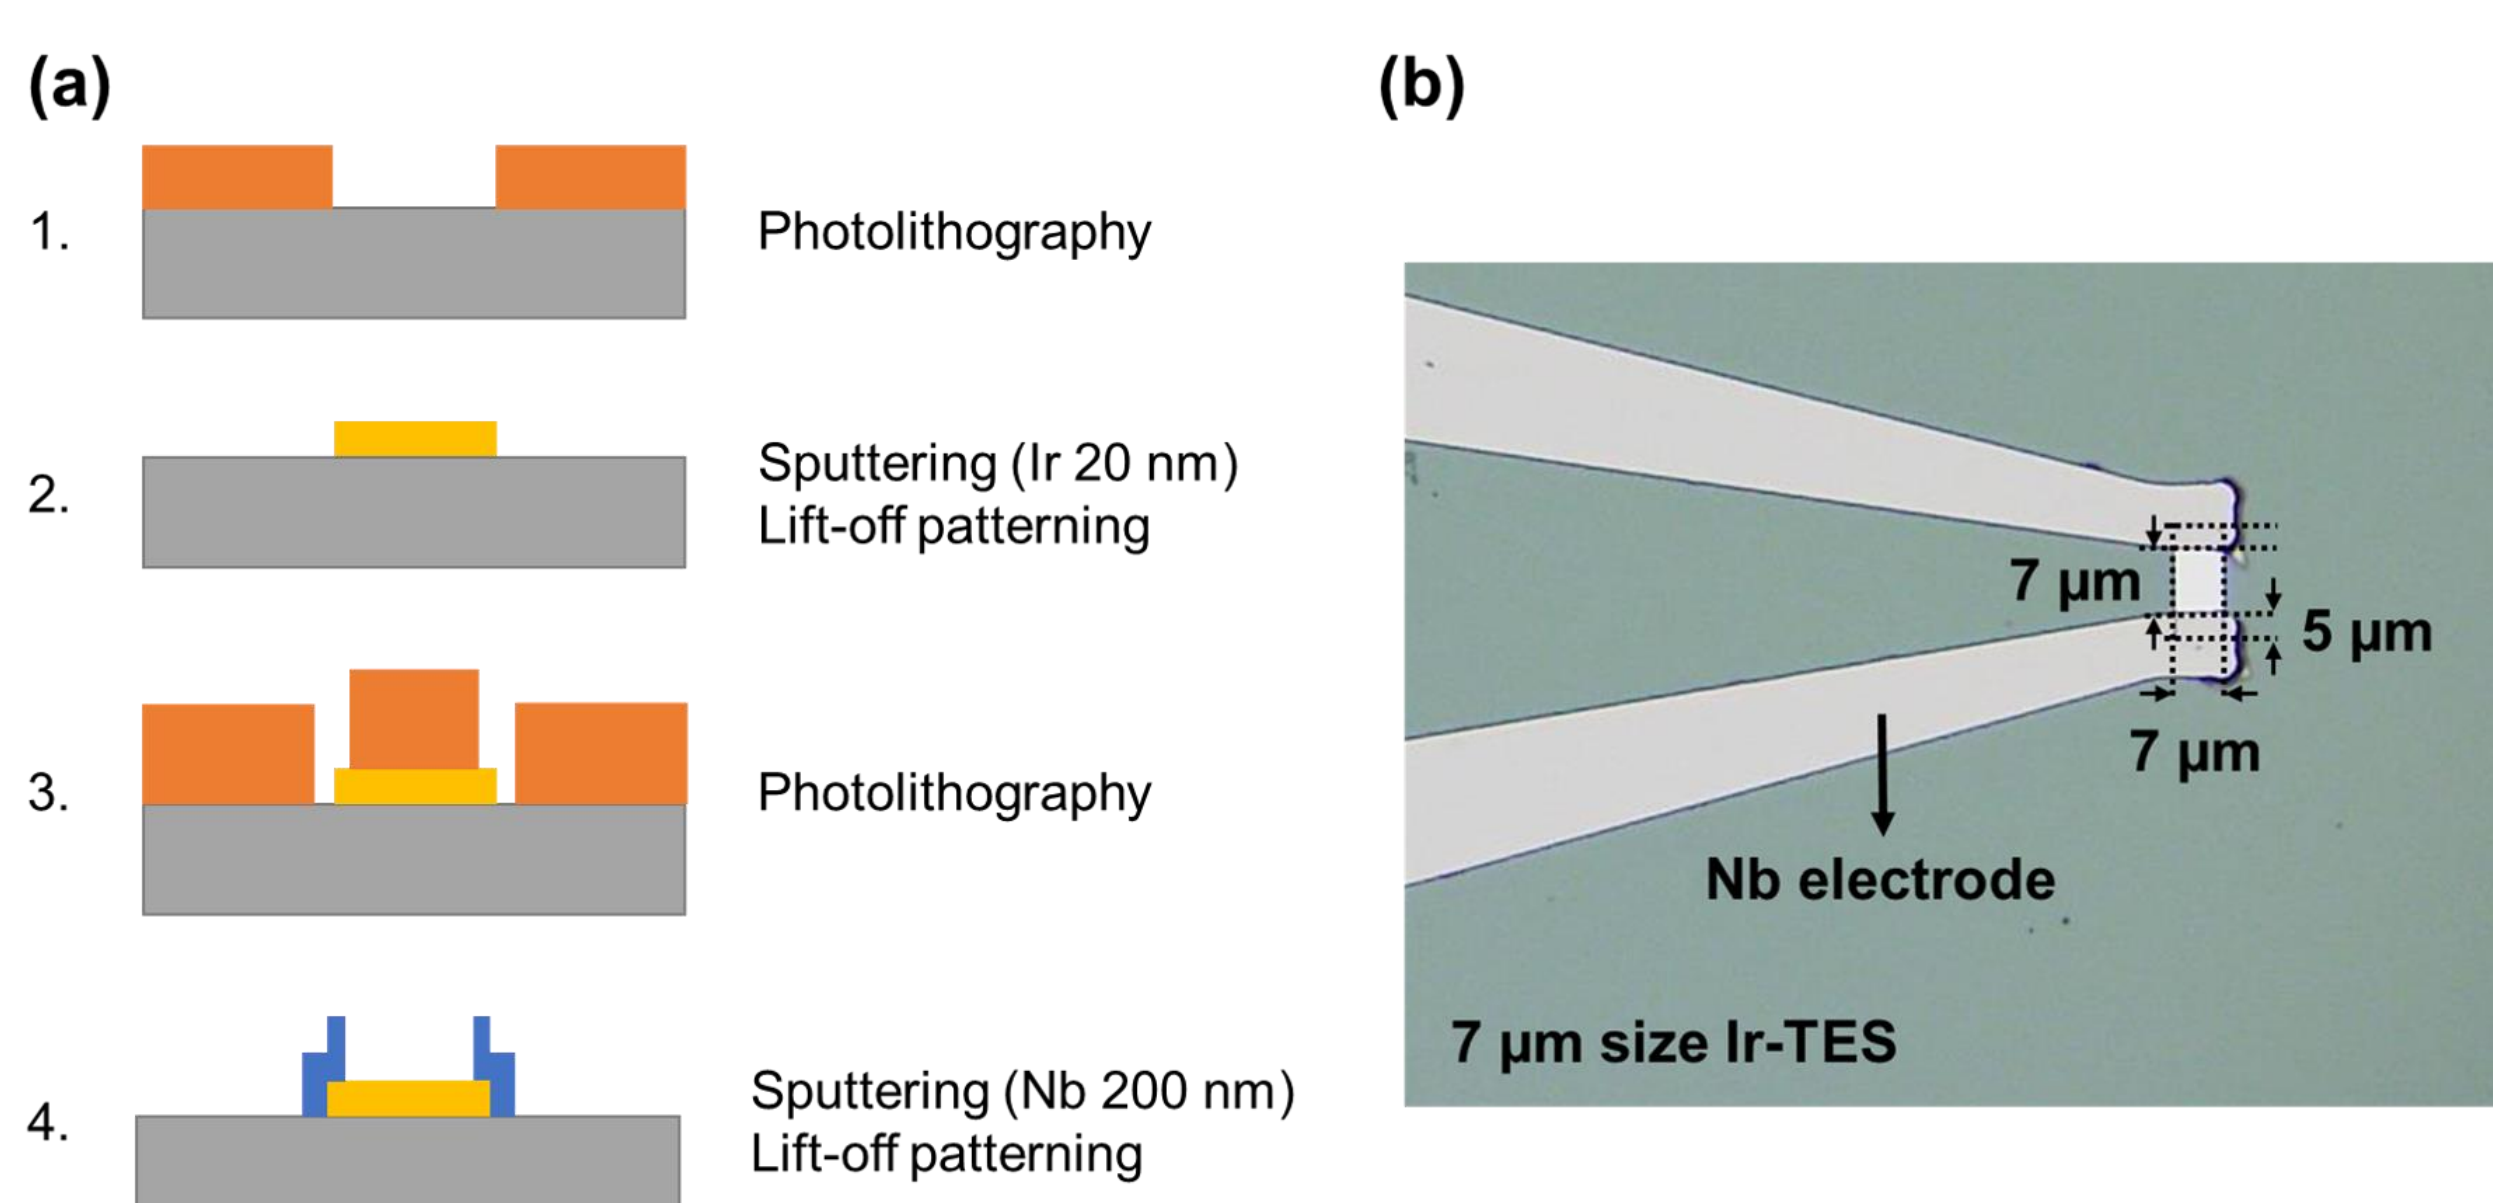 (a)
1.
Photolithography
2.
Sputtering (Ir 20 nm)
Lift-off patterning
3.
Photolithography
4.
Sputtering (Nb 200 nm)
Lift-off patterning
(b)
7 µm
5 µm
7 µm
Nb electrode
7 µm size Ir-TES